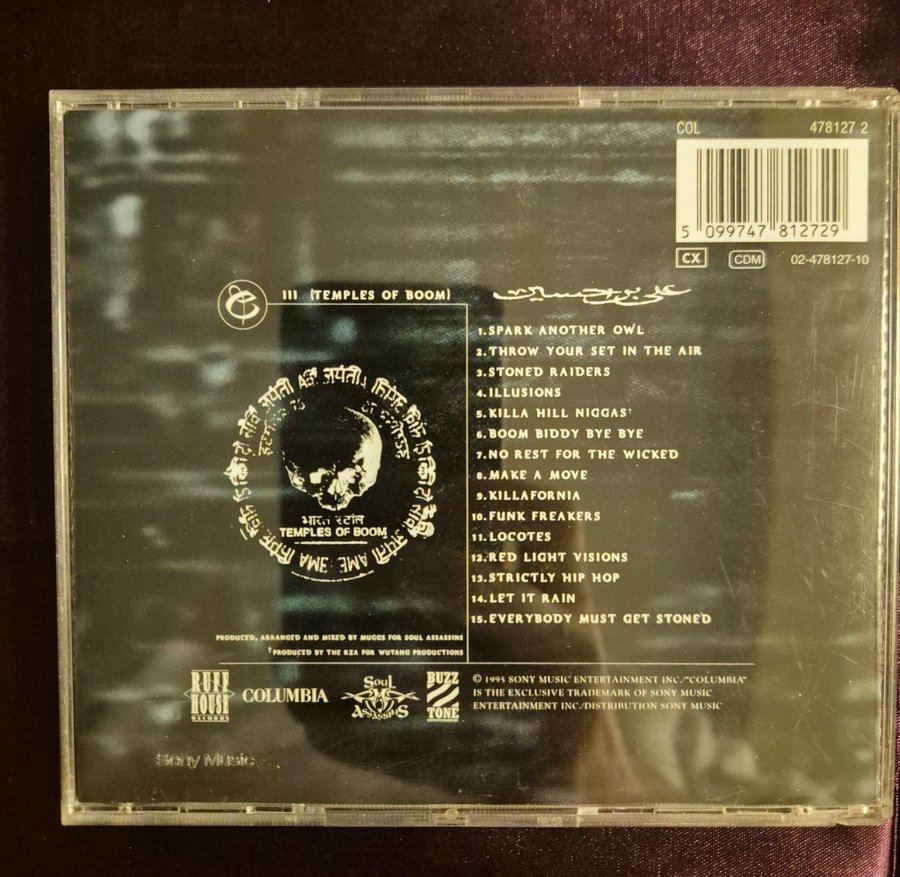 COL 478127 2
5 099747 812729
CX CDM 02-478127-10
III (TEMPLES OF BOOM)
1. SPARK ANOTHER OWL
2. THROW YOUR SET IN THE AIR
3. STONED RAIDERS
4. ILLUSIONS
5. KILLA HILL NIGGAS†
6. BOOM BIDDY BYE BYE
7. NO REST FOR THE WICKED
8. MAKE A MOVE
9. KILLAFORNIA
10. FUNK FREAKERS
11. LOCOTES
12. RED LIGHT VISIONS
13. STRICTLY HIP HOP
14. LET IT RAIN
15. EVERYBODY MUST GET STONED
TEMPLES OF BOOM
PRODUCED, ARRANGED AND MIXED BY MUGGS FOR SOUL ASSASSINS
†PRODUCED BY THE RZA FOR WUTANG PRODUCTIONS
RUFF
HOUSE
RECORDS
COLUMBIA
SOUL
ASSASSINS
BUZZ
TONE
© 1995 SONY MUSIC ENTERTAINMENT INC./"COLUMBIA"
IS THE EXCLUSIVE TRADEMARK OF SONY MUSIC
ENTERTAINMENT INC./DISTRIBUTION SONY MUSIC
Sony Music